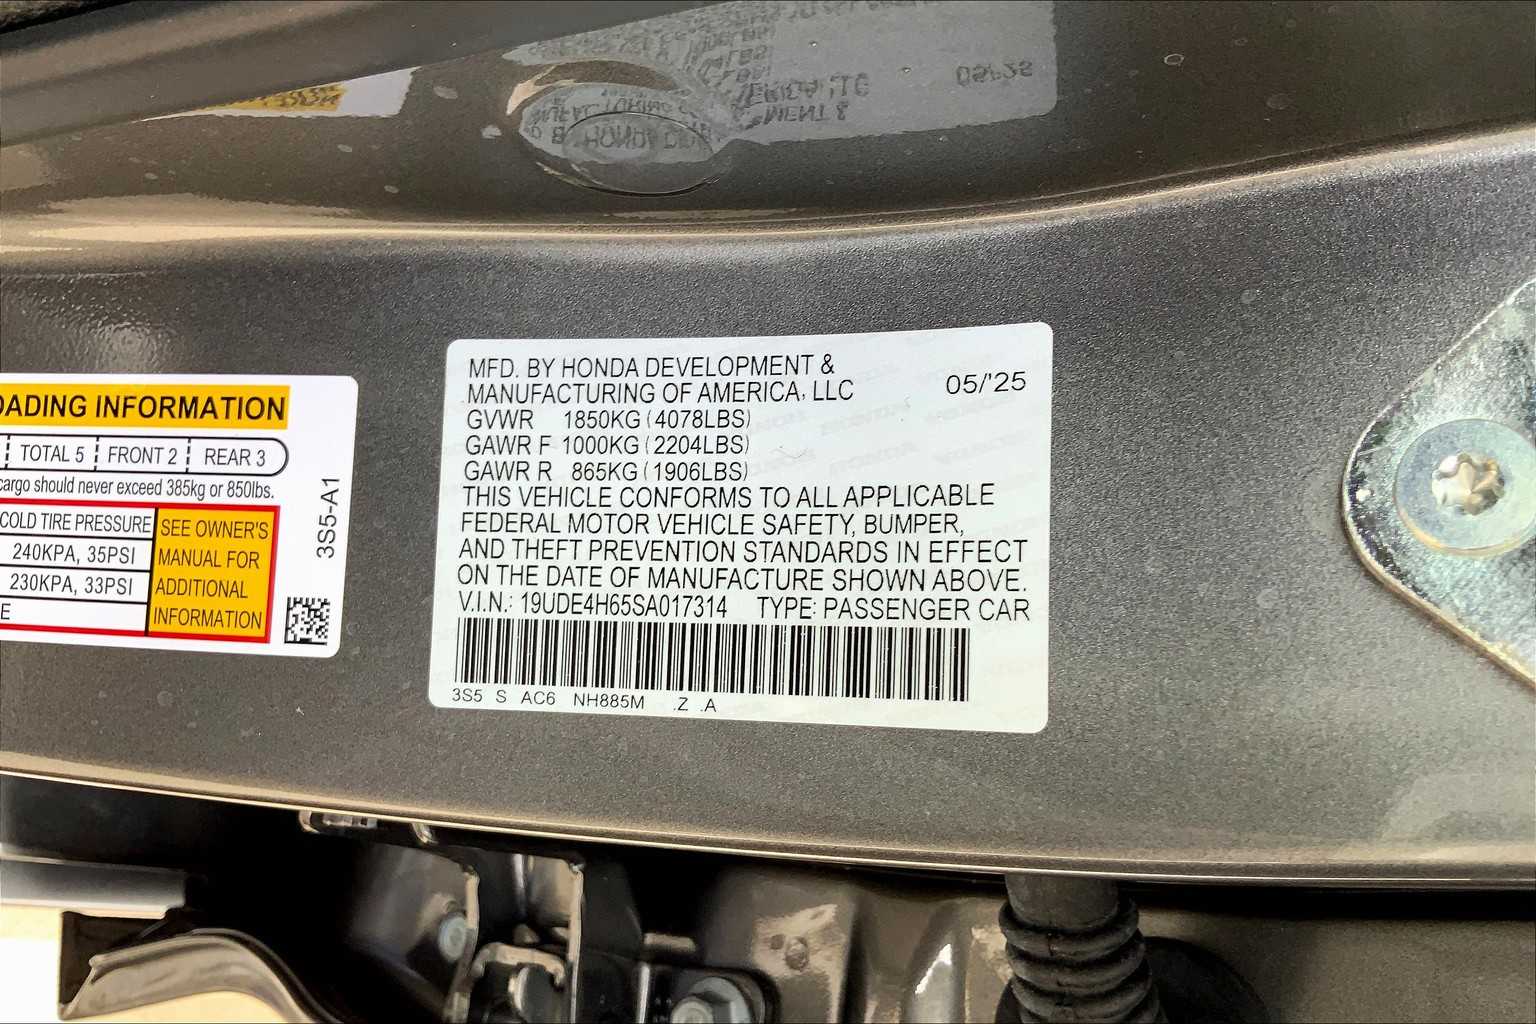 OADING INFORMATION
TOTAL 5 FRONT 2 REAR 3
cargo should never exceed 385kg or 850lbs.
COLD TIRE PRESSURE
240KPA, 35PSI
230KPA, 33PSI
E
SEE OWNER'S
MANUAL FOR
ADDITIONAL
INFORMATION
3S5-A1
MFD. BY HONDA DEVELOPMENT &
MANUFACTURING OF AMERICA, LLC 05/'25
GVWR 1850KG (4078LBS)
GAWR F 1000KG (2204LBS)
GAWR R 865KG (1906LBS)
THIS VEHICLE CONFORMS TO ALL APPLICABLE
FEDERAL MOTOR VEHICLE SAFETY, BUMPER,
AND THEFT PREVENTION STANDARDS IN EFFECT
ON THE DATE OF MANUFACTURE SHOWN ABOVE.
V.I.N.: 19UDE4H65SA017314 TYPE: PASSENGER CAR
3S5 S AC6 NH885M .Z .A